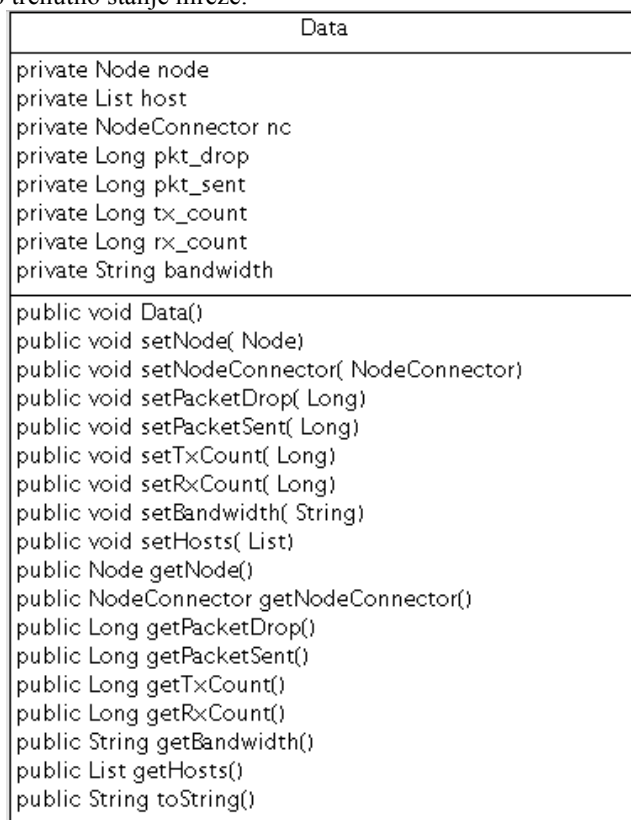 trenutno stanje mreže.
Data
private Node node
private List host
private NodeConnector nc
private Long pkt_drop
private Long pkt_sent
private Long tx_count
private Long rx_count
private String bandwidth
public void Data()
public void setNode( Node)
public void setNodeConnector( NodeConnector)
public void setPacketDrop( Long)
public void setPacketSent( Long)
public void setTxCount( Long)
public void setRxCount( Long)
public void setBandwidth( String)
public void setHosts( List)
public Node getNode()
public NodeConnector getNodeConnector()
public Long getPacketDrop()
public Long getPacketSent()
public Long getTxCount()
public Long getRxCount()
public String getBandwidth()
public List getHosts()
public String toString()